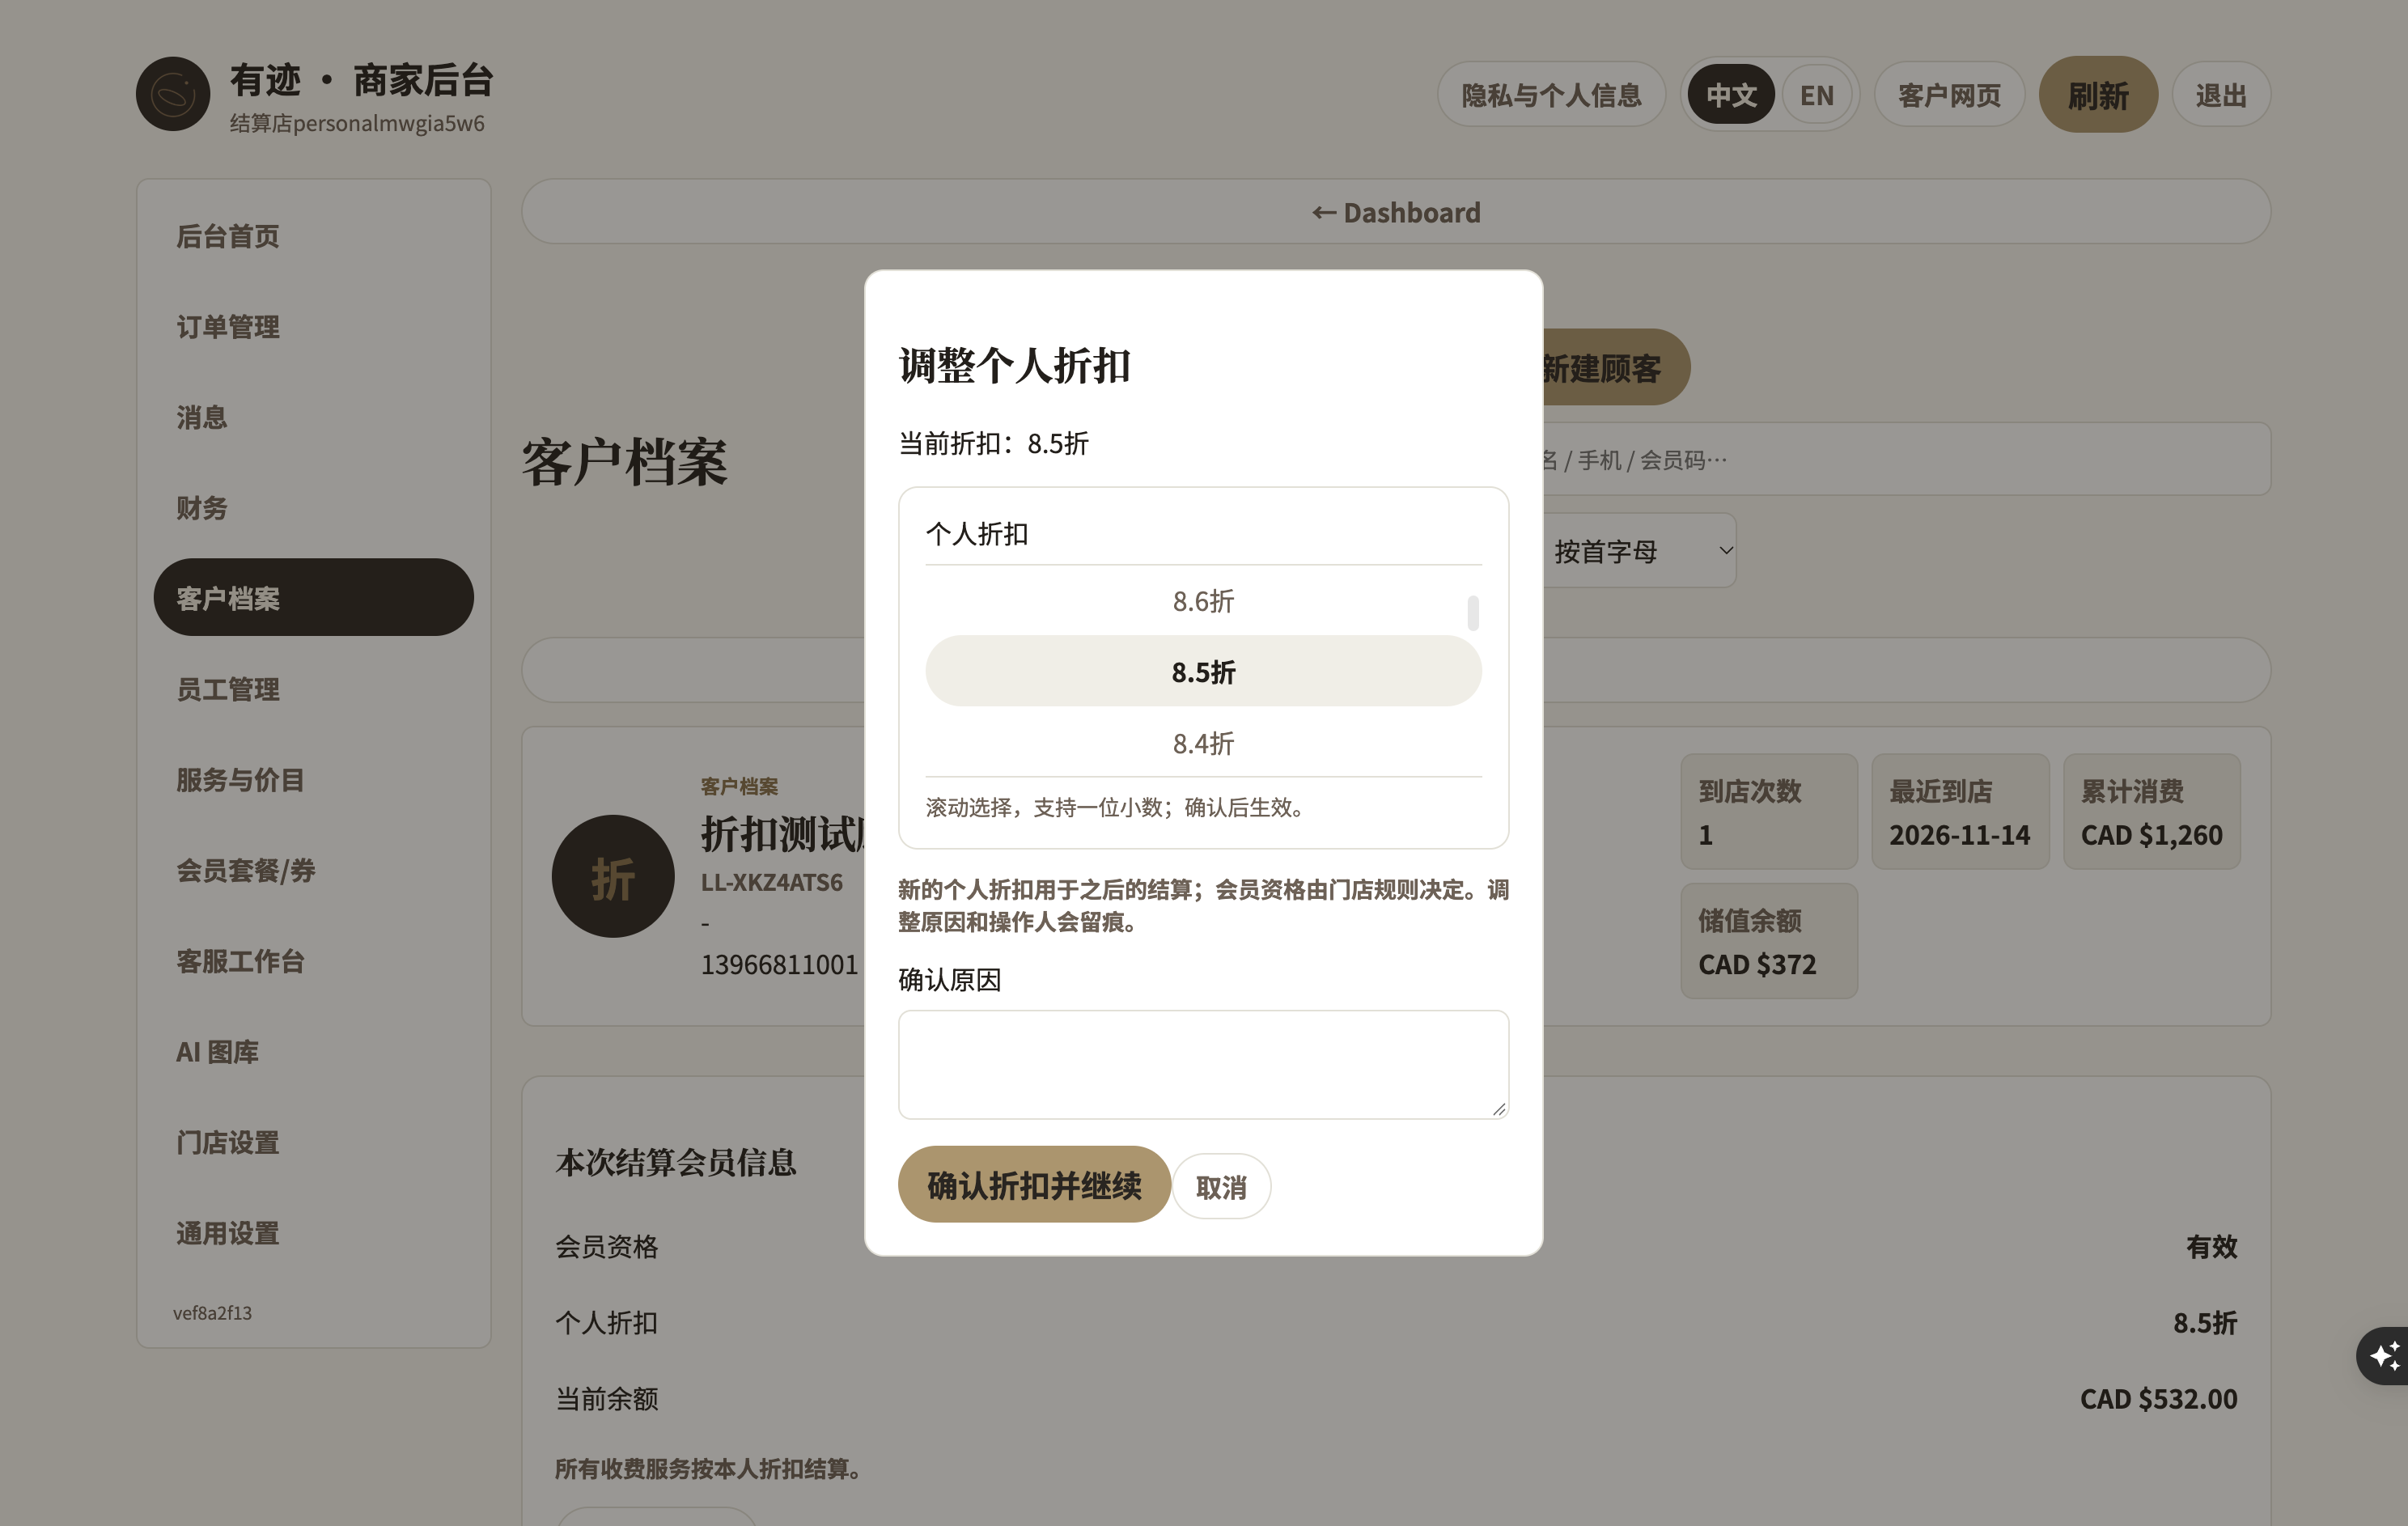 有迹 · 商家后台
结算店personalmwgia5w6
隐私与个人信息
中文
EN
客户网页
刷新
退出
后台首页
订单管理
消息
财务
客户档案
员工管理
服务与价目
会员套餐/券
客服工作台
AI 图库
门店设置
通用设置
vef8a2f13
← Dashboard
客户档案
新建顾客
名 / 手机 / 会员码…
按首字母
折
客户档案
折扣测试
LL-XKZ4ATS6
-
13966811001
到店次数
1
最近到店
2026-11-14
累计消费
CAD $1,260
储值余额
CAD $372
本次结算会员信息
会员资格
有效
个人折扣
8.5折
当前余额
CAD $532.00
所有收费服务按本人折扣结算。
调整个人折扣
当前折扣：8.5折
个人折扣
8.6折
8.5折
8.4折
滚动选择，支持一位小数；确认后生效。
新的个人折扣用于之后的结算；会员资格由门店规则决定。调
整原因和操作人会留痕。
确认原因
确认折扣并继续
取消